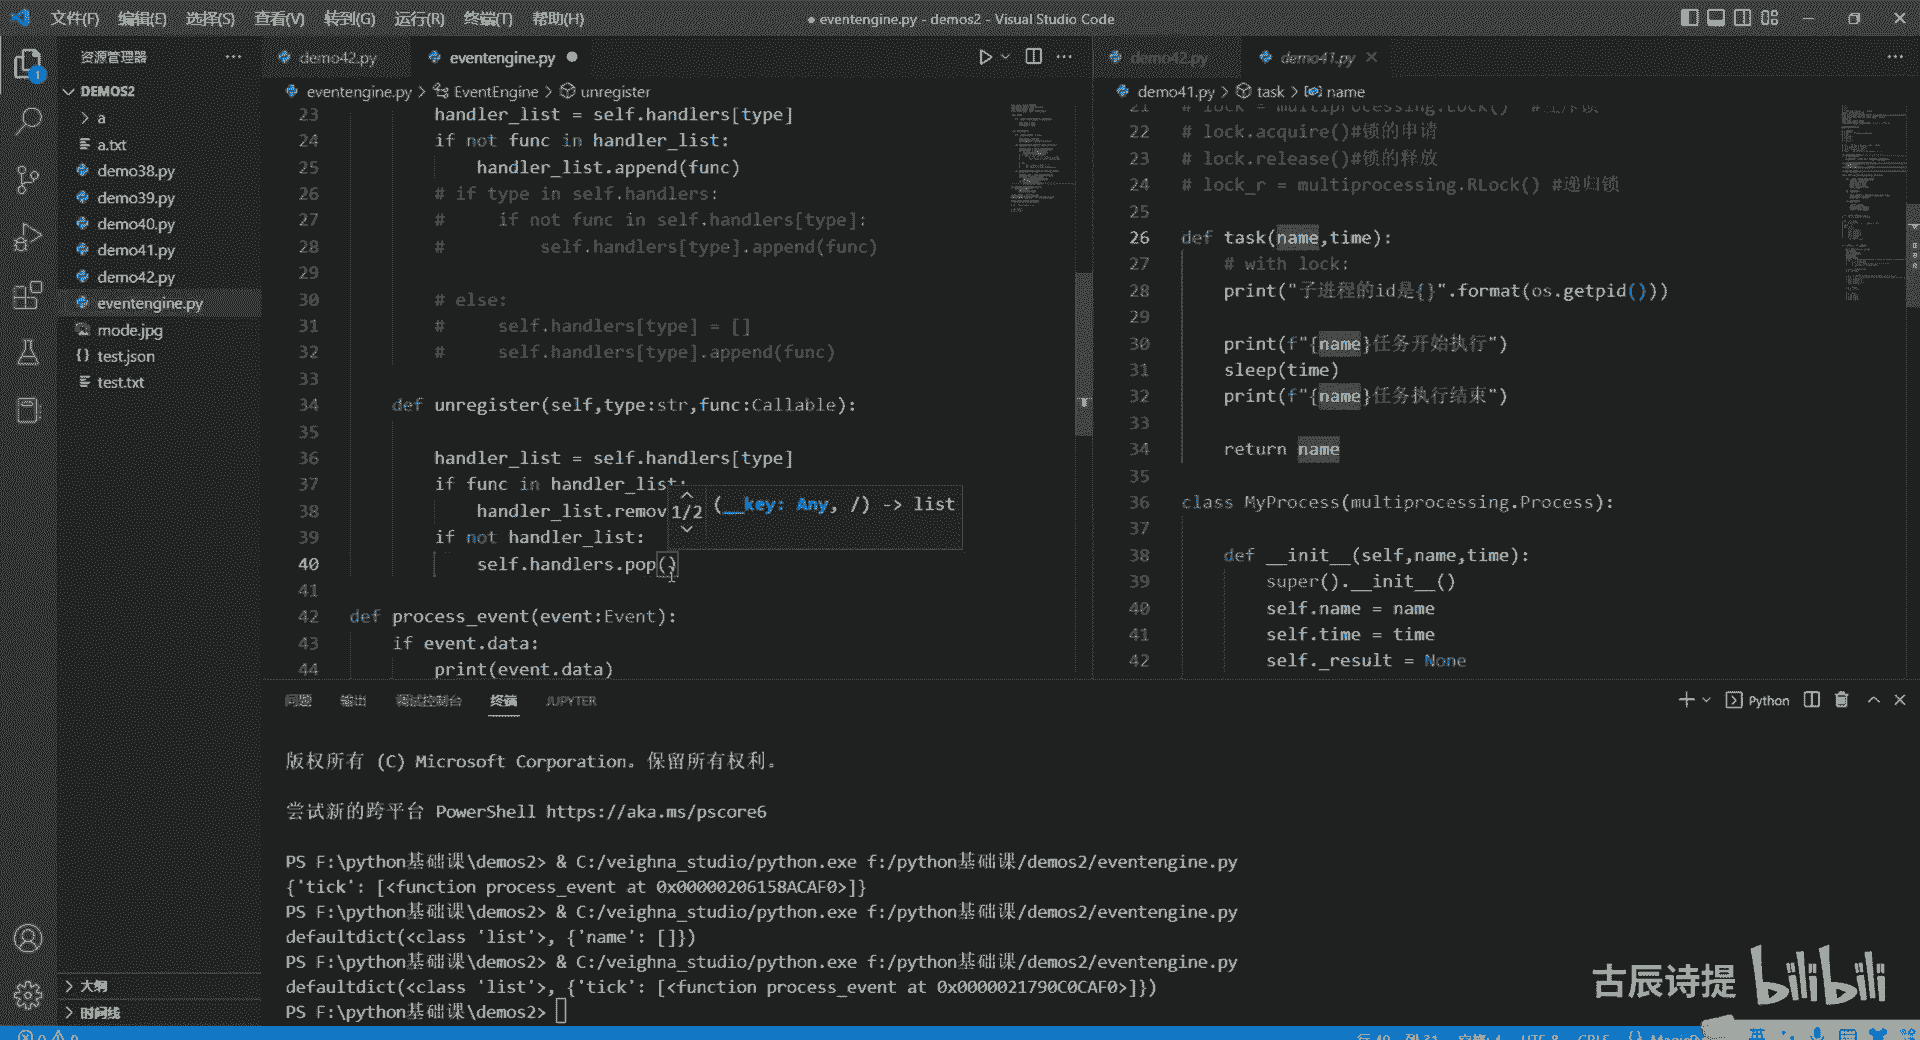 文件(F) 编辑(E) 选择(S) 查看(V) 转到(G) 运行(R) 终端(T) 帮助(H)
● eventengine.py - demos2 - Visual Studio Code
资源管理器
DEMOS2
a
a.txt
demo38.py
demo39.py
demo40.py
demo41.py
demo42.py
eventengine.py
mode.jpg
test.json
test.txt
大纲
时间线
1
demo42.py eventengine.py ●
eventengine.py > EventEngine > unregister
23 handler_list = self.handlers[type]
24 if not func in handler_list:
25 handler_list.append(func)
26 # if type in self.handlers:
27 # if not func in self.handlers[type]:
28 # self.handlers[type].append(func)
29
30 # else:
31 # self.handlers[type] = []
32 # self.handlers[type].append(func)
33
34 def unregister(self,type:str,func:Callable):
35
36 handler_list = self.handlers[type]
37 if func in handler_list:
38 handler_list.remov
1/2 (__key: Any, /) -> list
39 if not handler_list:
40 self.handlers.pop()
41
42 def process_event(event:Event):
43 if event.data:
44 print(event.data)
demo42.py demo41.py
demo41.py > task > name
21 # lock = multiprocessing.Lock()
22 # lock.acquire()#锁的申请
23 # lock.release()#锁的释放
24 # lock_r = multiprocessing.RLock() #递归锁
25
26 def task(name,time):
27 # with lock:
28 print("子进程的id是{}".format(os.getpid()))
29
30 print(f"{name}任务开始执行")
31 sleep(time)
32 print(f"{name}任务执行结束")
33
34 return name
35
36 class MyProcess(multiprocessing.Process):
37
38 def __init__(self,name,time):
39 super().__init__()
40 self.name = name
41 self.time = time
42 self._result = None
问题 输出 调试控制台 终端 JUPYTER
Python
版权所有 (C) Microsoft Corporation。保留所有权利。
尝试新的跨平台 PowerShell https://aka.ms/pscore6
PS F:\python基础课\demos2> & C:/veighna_studio/python.exe f:/python基础课/demos2/eventengine.py
{'tick': [<function process_event at 0x00000206158ACAF0>]}
PS F:\python基础课\demos2> & C:/veighna_studio/python.exe f:/python基础课/demos2/eventengine.py
defaultdict(<class 'list'>, {'name': []})
PS F:\python基础课\demos2> & C:/veighna_studio/python.exe f:/python基础课/demos2/eventengine.py
defaultdict(<class 'list'>, {'tick': [<function process_event at 0x0000021790C0CAF0>]})
PS F:\python基础课\demos2>
古辰诗提 bilibili